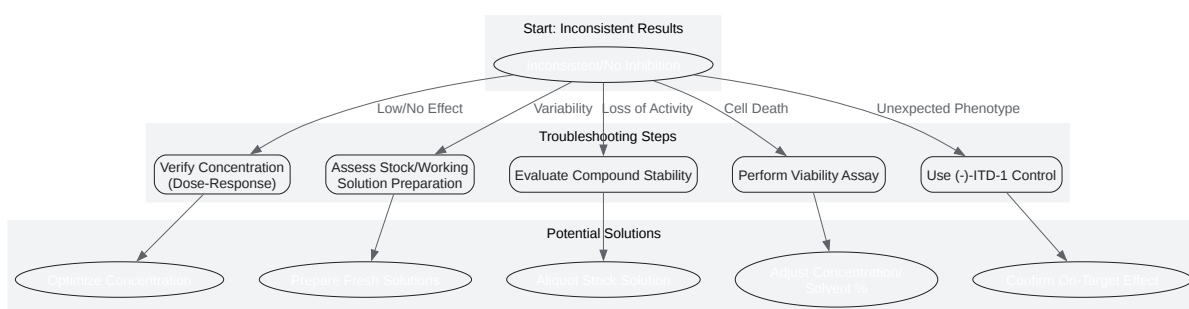 Start: Inconsistent Results
Inconsistent/No Inhibition
Low/No Effect
Variability
Loss of Activity
Cell Death
Unexpected Phenotype
Troubleshooting Steps
Verify Concentration
(Dose-Response)
Assess Stock/Working
Solution Preparation
Evaluate Compound Stability
Perform Viability Assay
Use (-)-ITD-1 Control
Potential Solutions
Optimize Concentration
Prepare Fresh Solutions
Aliquot Stock Solution
Adjust Concentration/
Solvent %
Confirm On-Target Effect